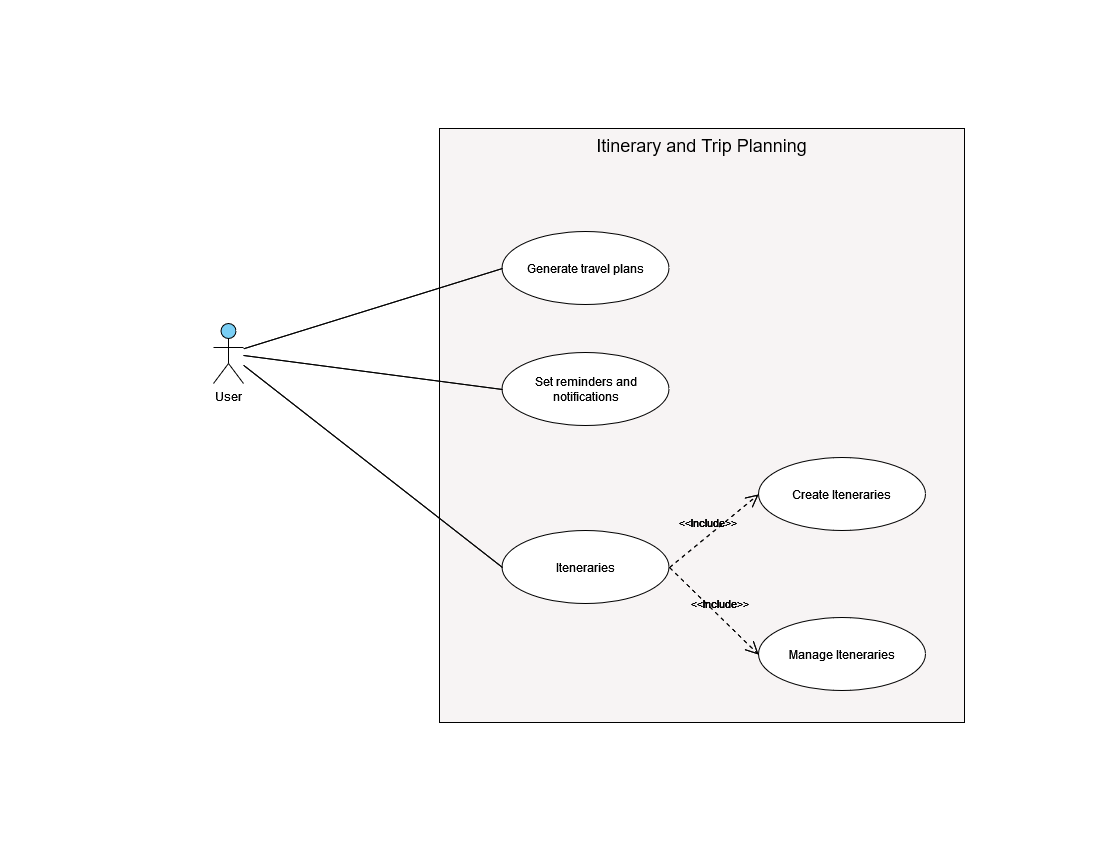 Itinerary and Trip Planning
Generate travel plans
Set reminders and
notifications
User
Create Iteneraries
<<Include>>
Iteneraries
<<Include>>
Manage Iteneraries